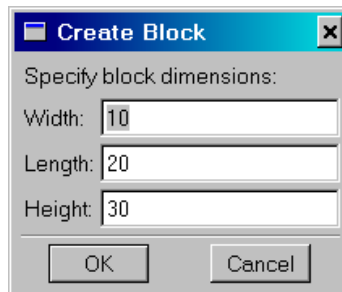 Create Block
Specify block dimensions:
Width: 10
Length: 20
Height: 30
OK Cancel